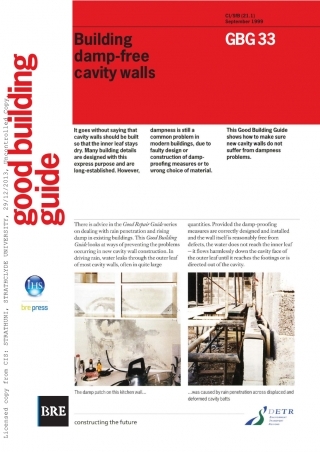 CI/SfB (21.1)
September 1999
Building
damp-free
cavity walls
GBG 33
good building
guide
It goes without saying that
cavity walls should be built
so that the inner leaf stays
dry. Many building details
are designed with this
express purpose and are
long-established. However,
dampness is still a
common problem in
modern buildings, due to
faulty design or
construction of damp-
proofing measures or to
wrong choice of material.
This Good Building Guide
shows how to make sure
new cavity walls do not
suffer from dampness
problems.
There is advice in the Good Repair Guide series
on dealing with rain penetration and rising
damp in existing buildings. This Good Building
Guide looks at ways of preventing the problems
occurring in new cavity wall construction. In
driving rain, water leaks through the outer leaf
of most cavity walls, often in quite large
quantities. Provided the damp-proofing
measures are correctly designed and installed
and the wall itself is reasonably free from
defects, the water does not reach the inner leaf
– it flows harmlessly down the cavity face of
the outer leaf until it reaches the footings or is
directed out of the cavity.
IHS
bre press
The damp patch on this kitchen wall...
...was caused by rain penetration across displaced and
deformed cavity batts
BRE
constructing the future
DETR
Licensed copy from CIS: STRATHUNI, STRATHCLYDE UNIVERSITY, 29/12/2013, Uncontrolled Copy